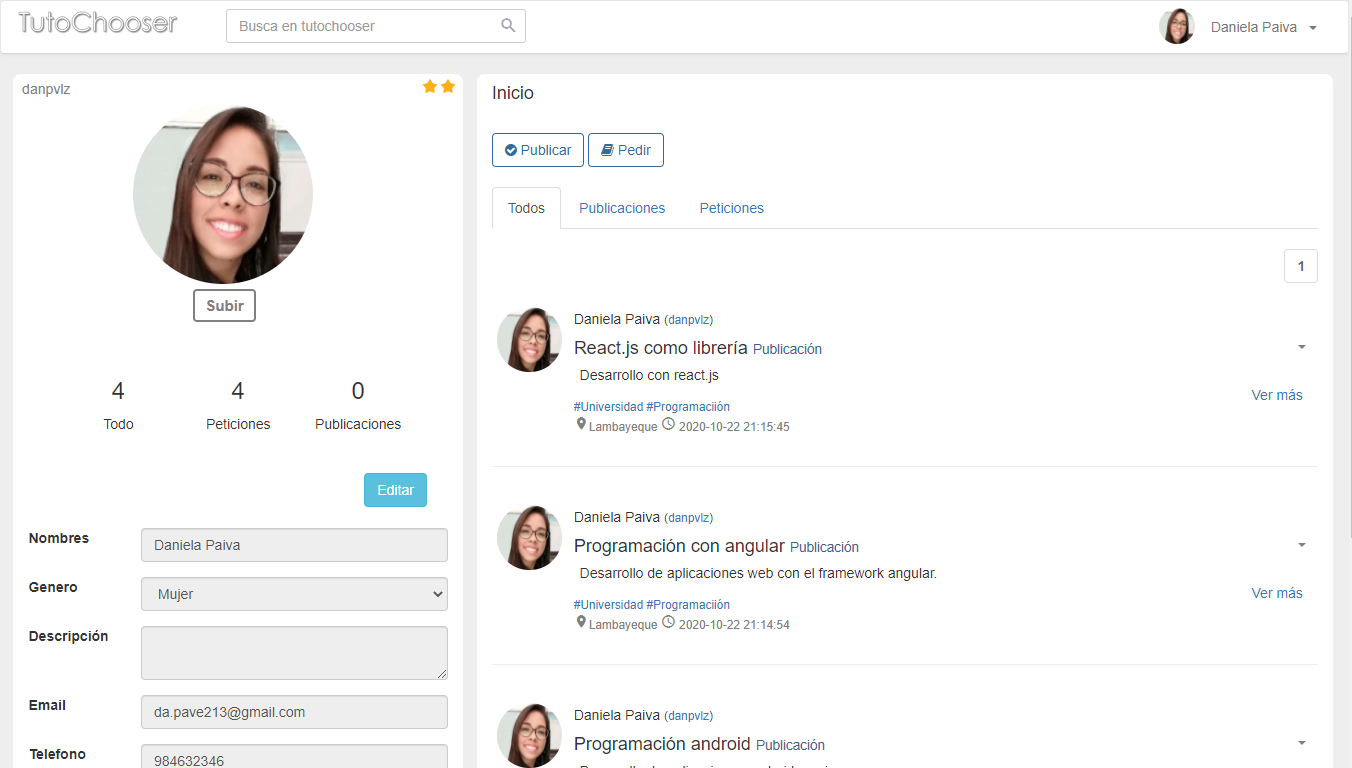 TutoChooser
Busca en tutochooser
Daniela Paiva
danpvlz
Subir
4 4 0
Todo Peticiones Publicaciones
Editar
Nombres Daniela Paiva
Genero Mujer
Descripción
Email da.pave213@gmail.com
Telefono 984632346
Inicio
Publicar Pedir
Todos Publicaciones Peticiones
1
Daniela Paiva (danpvlz)
React.js como librería Publicación
Desarrollo con react.js
Ver más
#Universidad #Programaciión
Lambayeque 2020-10-22 21:15:45
Daniela Paiva (danpvlz)
Programación con angular Publicación
Desarrollo de aplicaciones web con el framework angular.
Ver más
#Universidad #Programaciión
Lambayeque 2020-10-22 21:14:54
Daniela Paiva (danpvlz)
Programación android Publicación